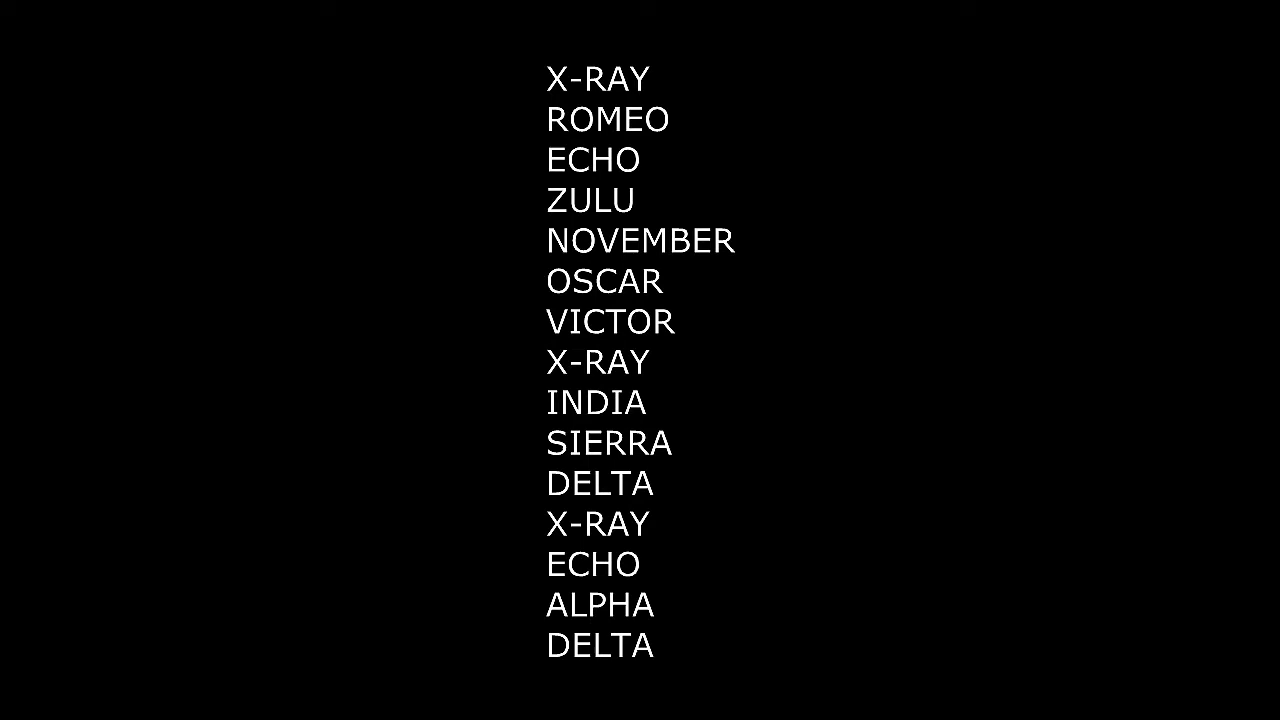 X-RAY
ROMEO
ECHO
ZULU
NOVEMBER
OSCAR
VICTOR
X-RAY
INDIA
SIERRA
DELTA
X-RAY
ECHO
ALPHA
DELTA